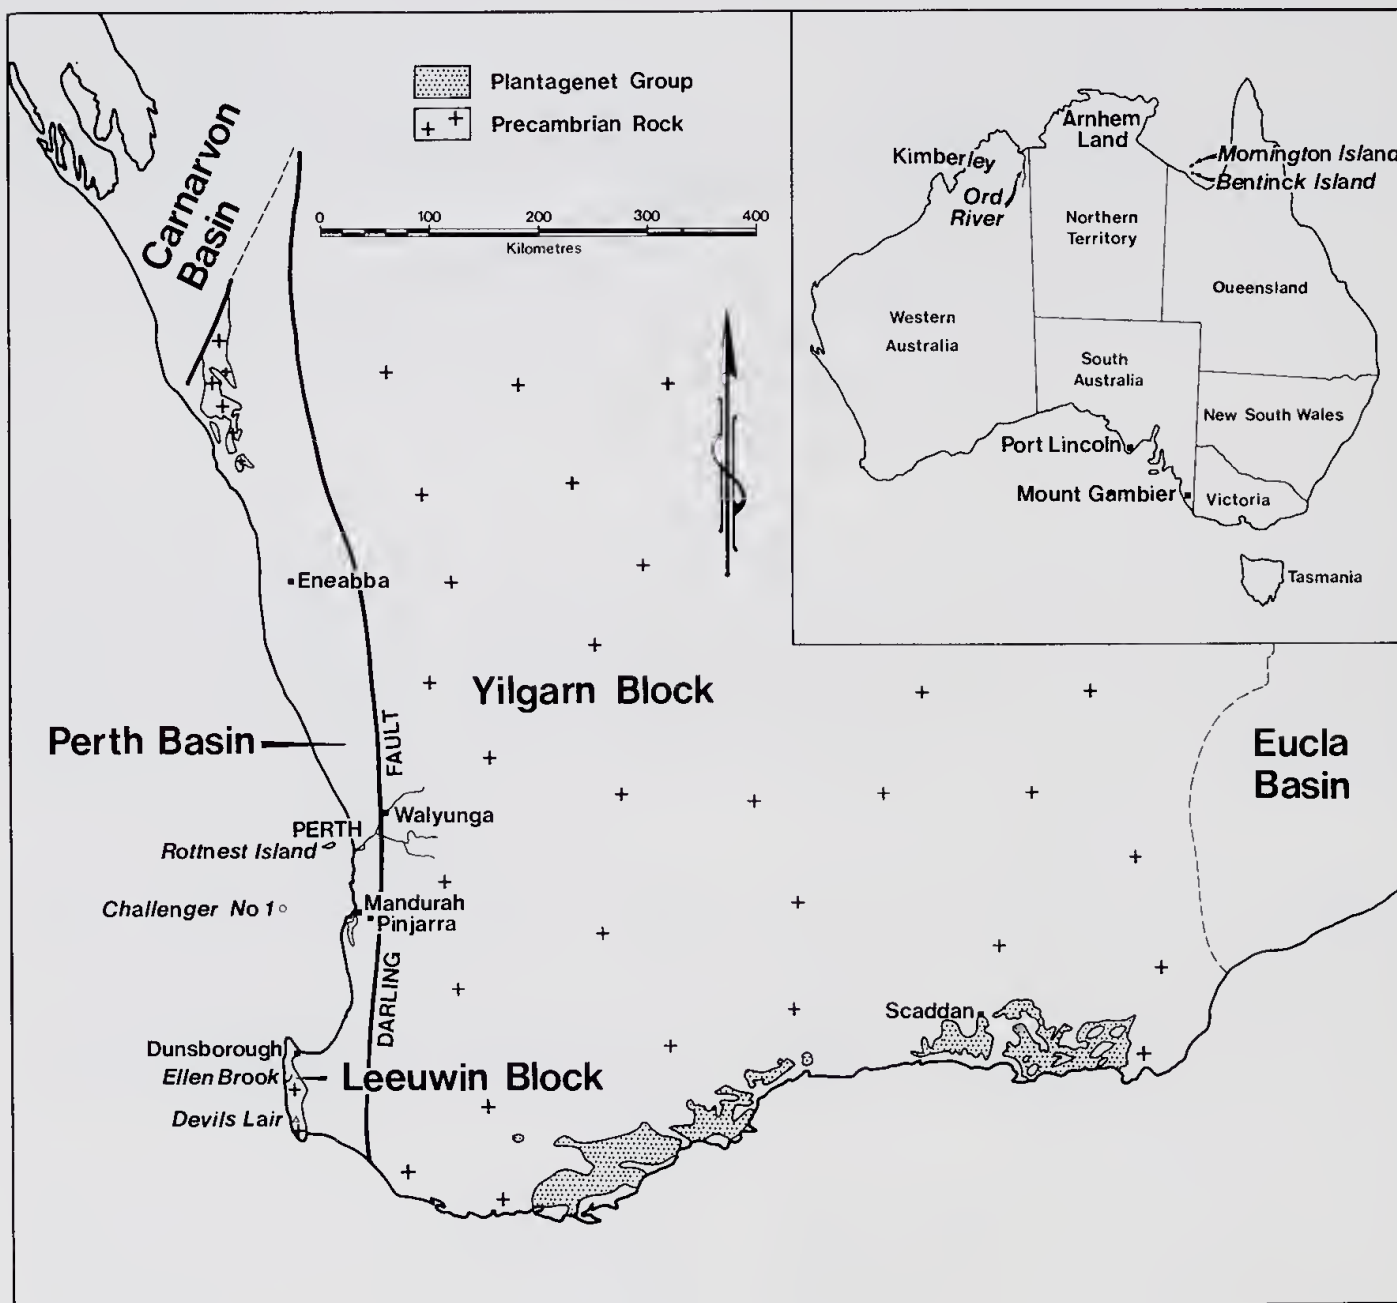 Plantagenet Group
Precambrian Rock
0 100 200 300 400
Kilometres
Carnarvon
Basin
Eneabba
Yilgarn Block
Perth Basin
FAULT
Walyunga
PERTH
Rottnest Island
Challenger No 1
Mandurah
Pinjarra
DARLING
Dunsborough
Ellen Brook
Leeuwin Block
Devils Lair
Scaddan
Eucla
Basin
Arnhem
Land
Kimberley
Mornington Island
Bentinck Island
Ord
River
Northern
Territory
Queensland
Western
Australia
South
Australia
New South Wales
Port Lincoln
Mount Gambier
Victoria
Tasmania